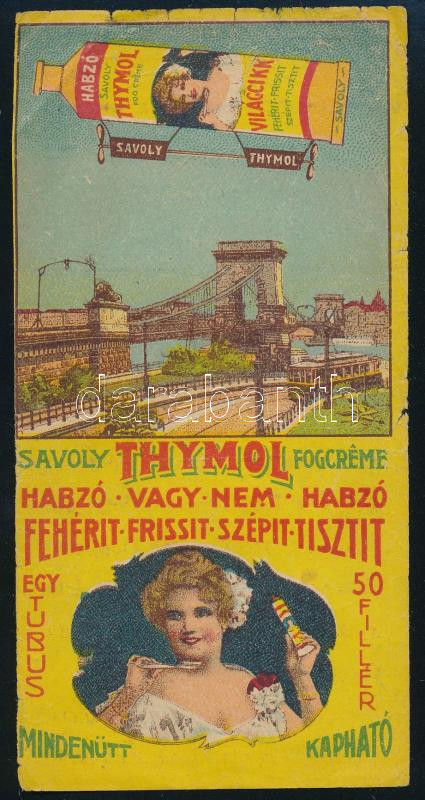 HABZÓ
SAVOLY
THYMOL
FOG CRÊME
VILÁGCIKK
FEHÉRIT-FRISSIT
SZÉPIT-TISZTIT
SAVOLY
SAVOLY
THYMOL
darabanth
SAVOLY THYMOL FOGCRÊME
HABZÓ · VAGY · NEM · HABZÓ
FEHÉRIT · FRISSIT · SZÉPIT · TISZTIT
EGY TUBUS
50 FILLER
MINDENÜTT KAPHATÓ